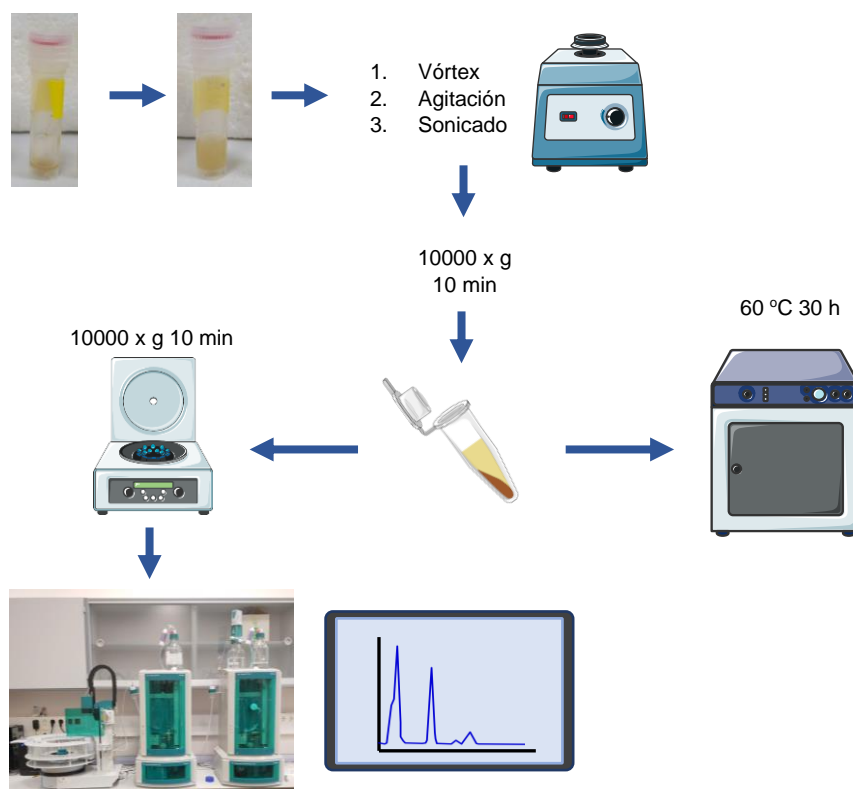 1. Vórtex
2. Agitación
3. Sonicado
10000 x g
10 min
60 ºC 30 h
10000 x g 10 min